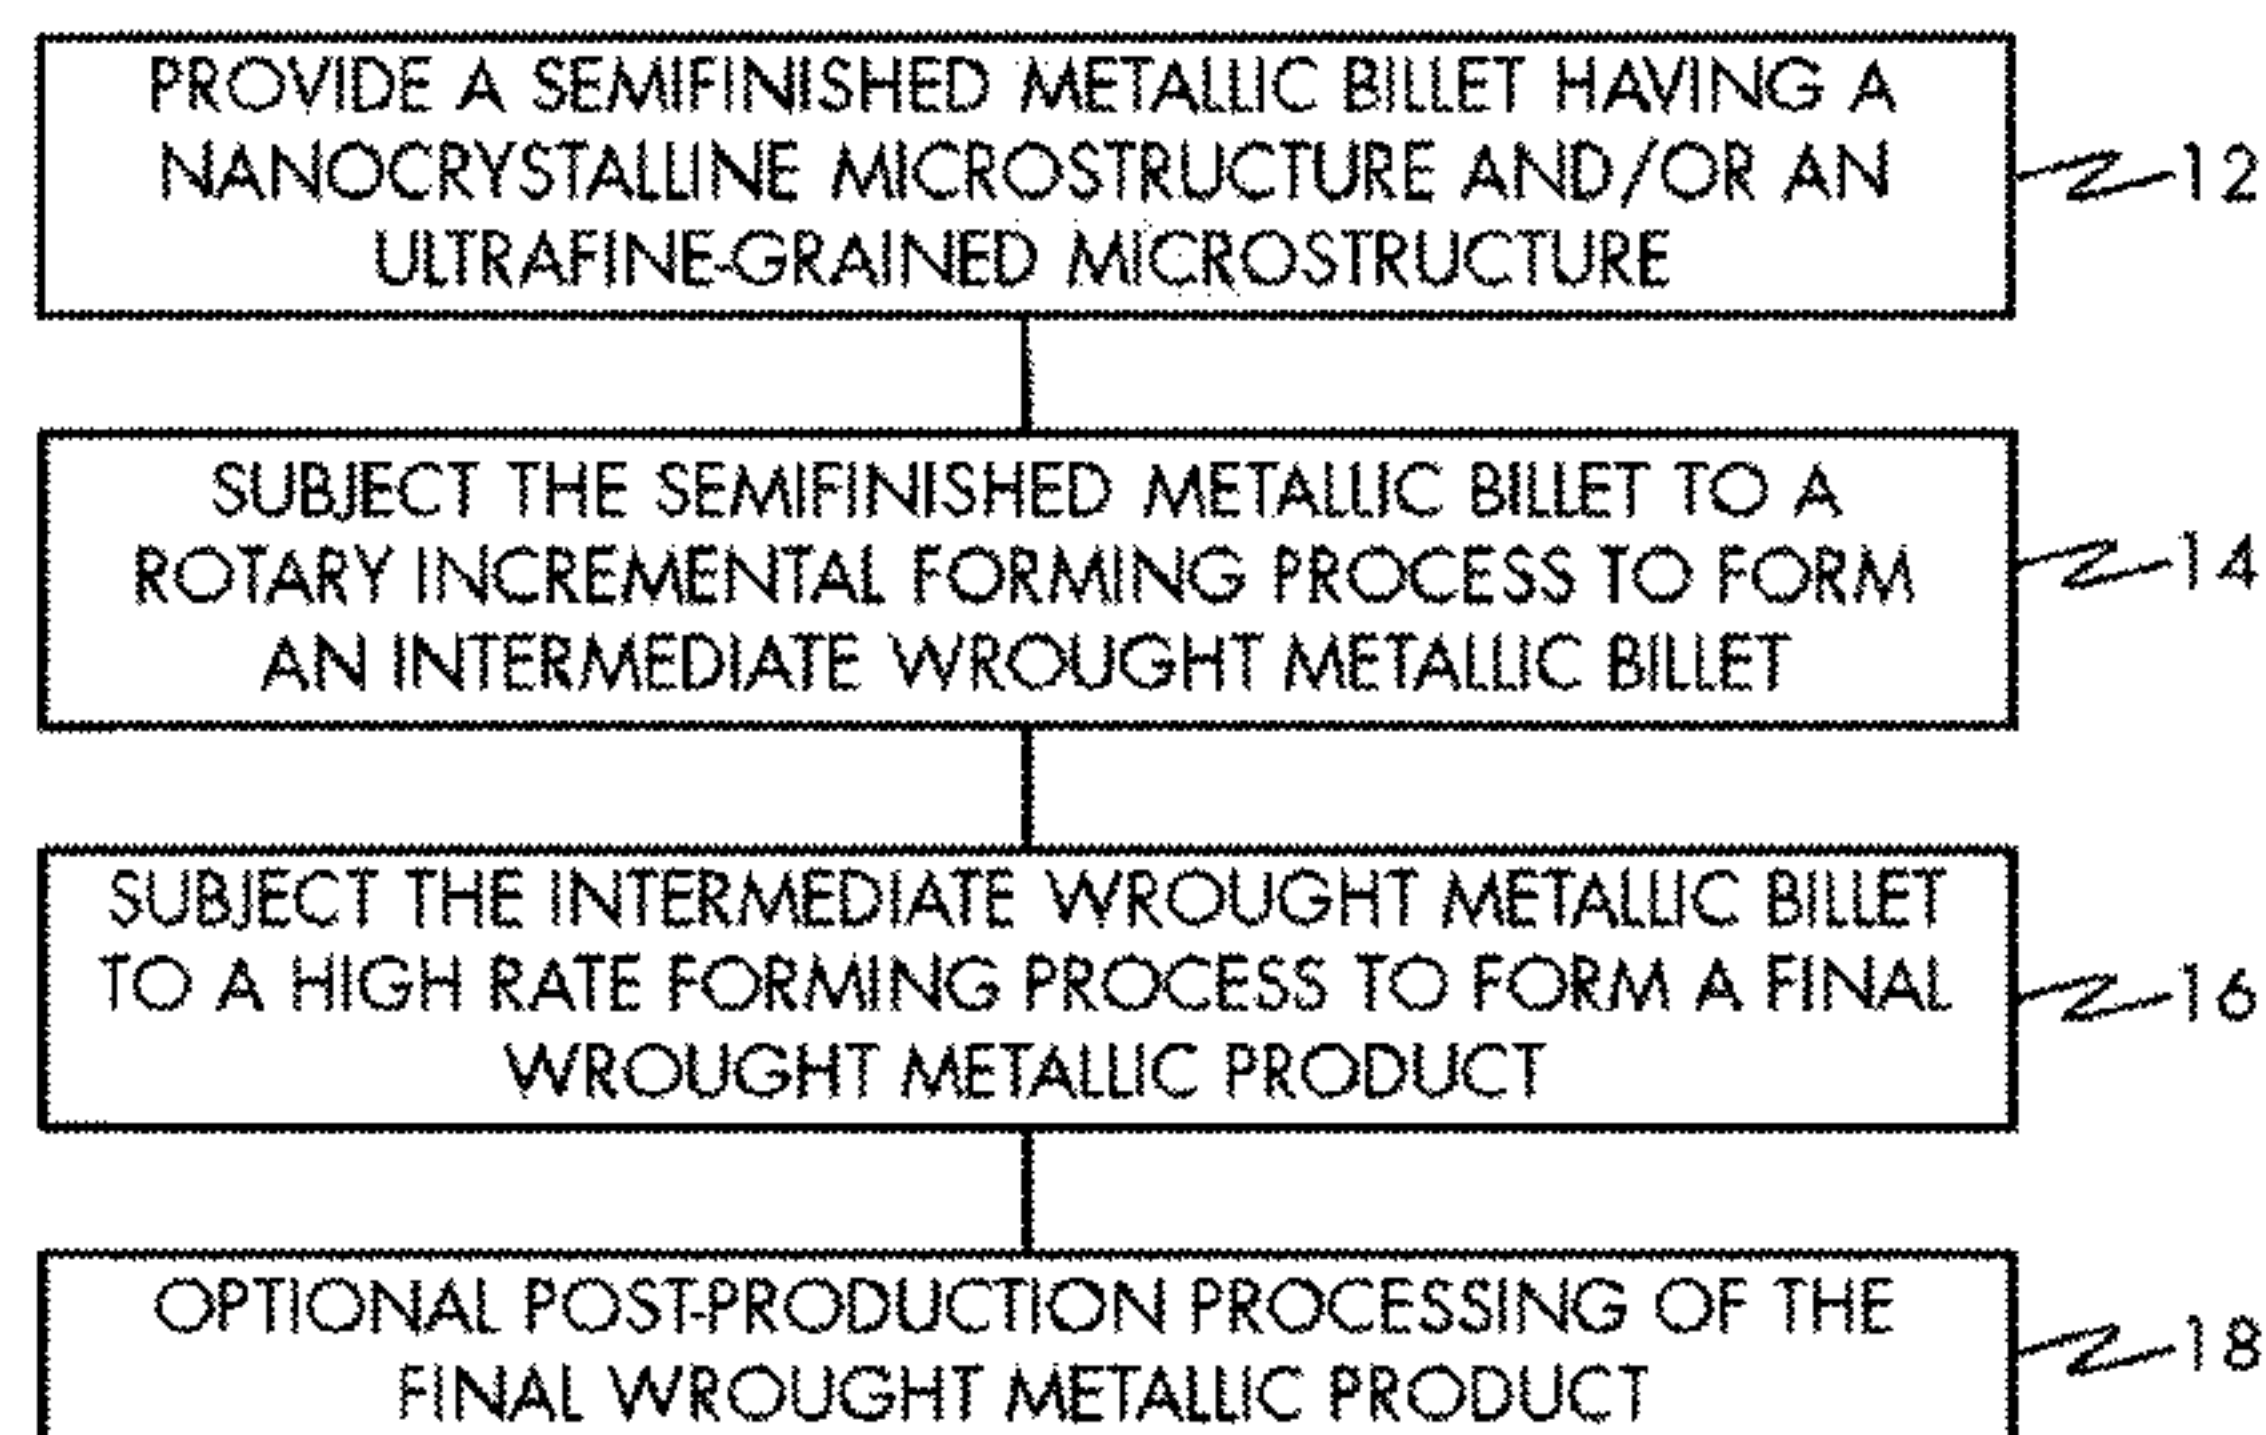 PROVIDE A SEMIFINISHED METALLIC BILLET HAVING A
NANOCRYSTALLINE MICROSTRUCTURE AND/OR AN
ULTRAFINE-GRAINED MICROSTRUCTURE
12
SUBJECT THE SEMIFINISHED METALLIC BILLET TO A
ROTARY INCREMENTAL FORMING PROCESS TO FORM
AN INTERMEDIATE WROUGHT METALLIC BILLET
14
SUBJECT THE INTERMEDIATE WROUGHT METALLIC BILLET
TO A HIGH RATE FORMING PROCESS TO FORM A FINAL
WROUGHT METALLIC PRODUCT
16
OPTIONAL POST-PRODUCTION PROCESSING OF THE
FINAL WROUGHT METALLIC PRODUCT
18